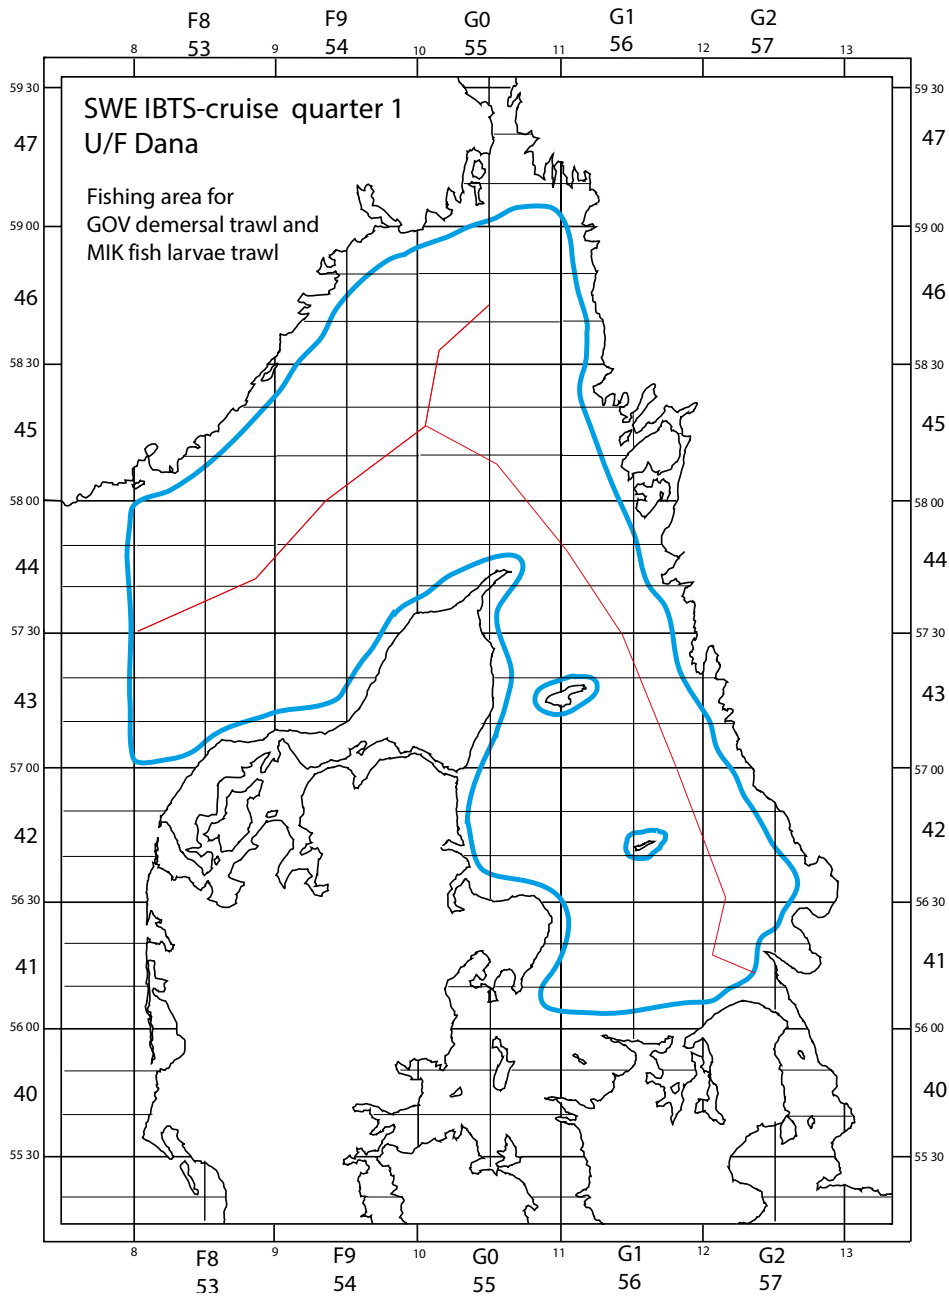 F8 F9 G0 G1 G2
53 54 55 56 57
8 9 10 11 12 13
59 30 59 30
SWE IBTS-cruise quarter 1
47 47
U/F Dana
Fishing area for
GOV demersal trawl and
59 00 59 00
MIK fish larvae trawl
46 46
58 30 58 30
45 45
58 00 58 00
44 44
57 30 57 30
43 43
57 00 57 00
42 42
56 30 56 30
41 41
56 00 56 00
40 40
55 30 55 30
8 9 10 11 12 13
F8 F9 G0 G1 G2
53 54 55 56 57